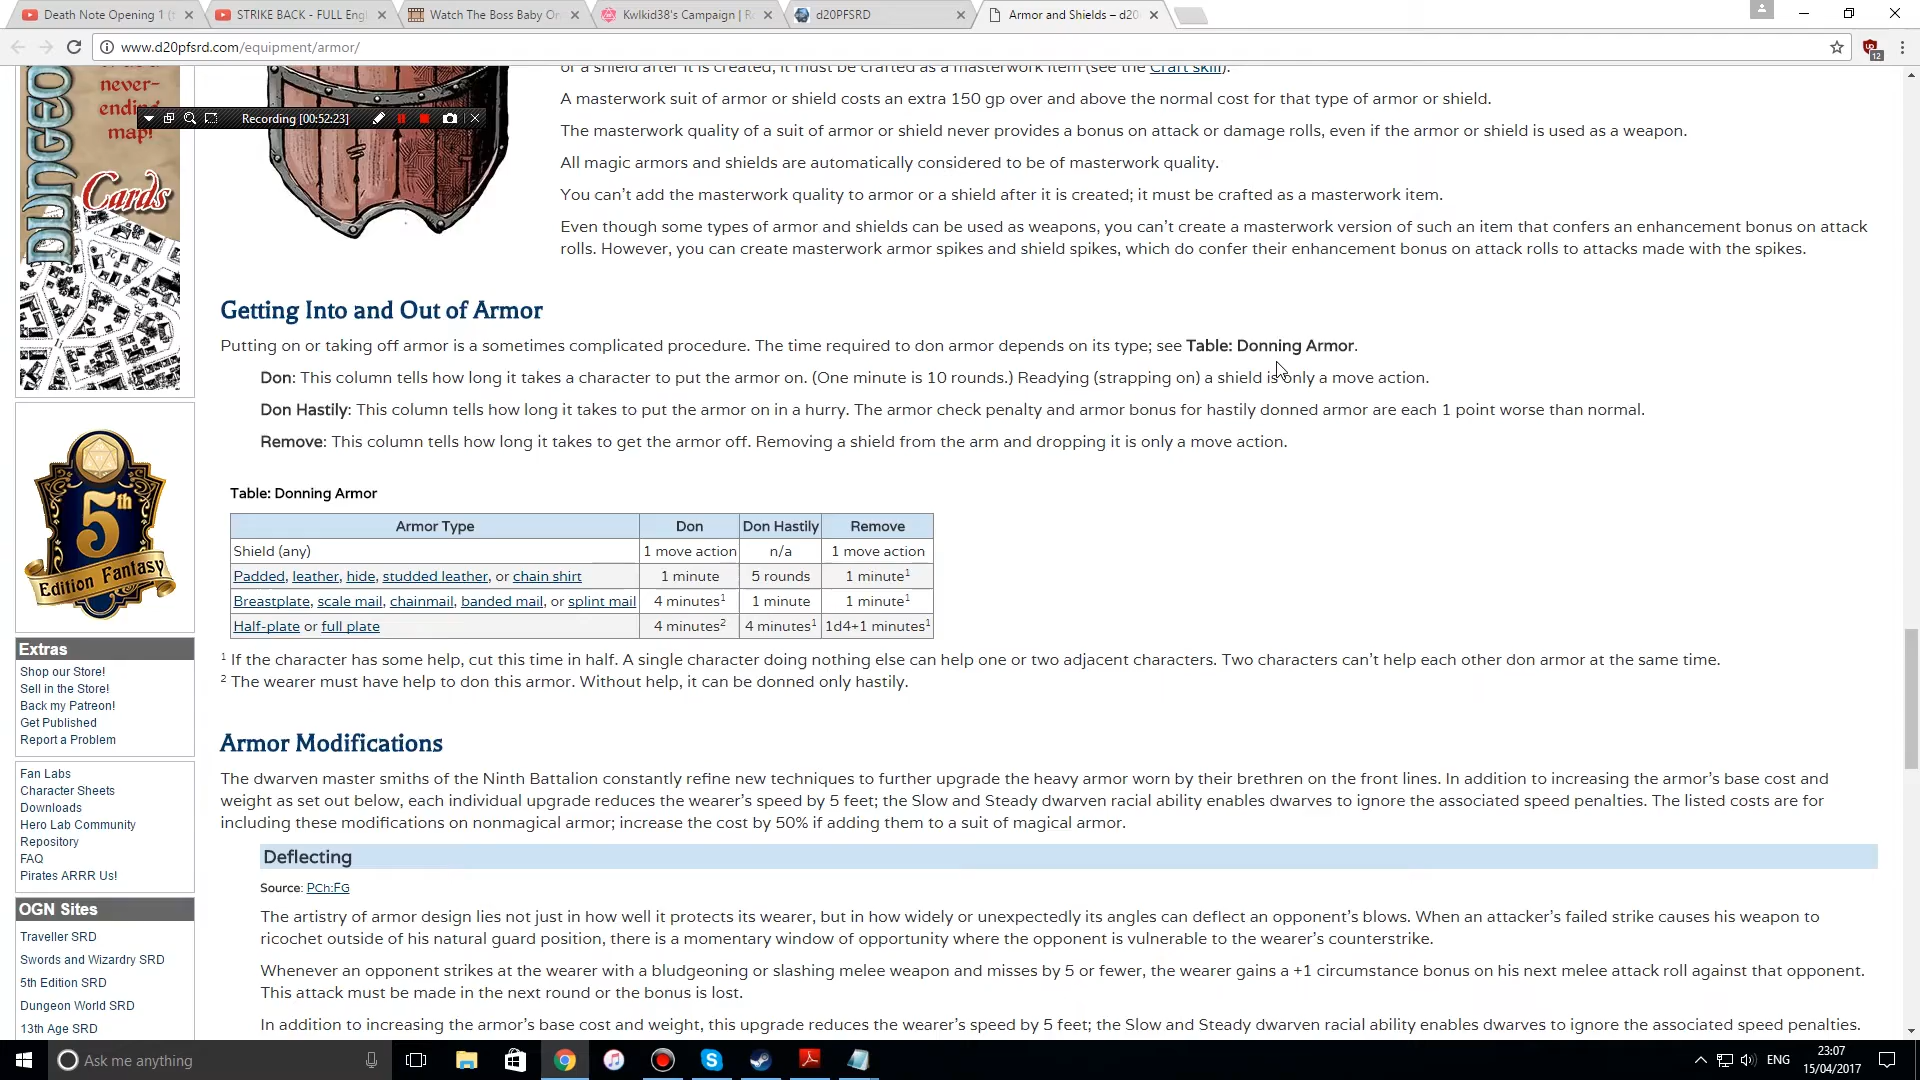 Death Note Opening 1 (
STRIKE BACK - FULL Eng
Watch The Boss Baby On
Kwlkid38's Campaign | R
d20PFSRD
Armor and Shields – d20
www.d20pfsrd.com/equipment/armor/
12
DUNGEO
never-
ending
map!
Cards
Recording [00:52:23]
or a shield after it is created; it must be crafted as a masterwork item (see the Craft skill).
A masterwork suit of armor or shield costs an extra 150 gp over and above the normal cost for that type of armor or shield.
The masterwork quality of a suit of armor or shield never provides a bonus on attack or damage rolls, even if the armor or shield is used as a weapon.
All magic armors and shields are automatically considered to be of masterwork quality.
You can't add the masterwork quality to armor or a shield after it is created; it must be crafted as a masterwork item.
Even though some types of armor and shields can be used as weapons, you can't create a masterwork version of such an item that confers an enhancement bonus on attack
rolls. However, you can create masterwork armor spikes and shield spikes, which do confer their enhancement bonus on attack rolls to attacks made with the spikes.
Getting Into and Out of Armor
Putting on or taking off armor is a sometimes complicated procedure. The time required to don armor depends on its type; see Table: Donning Armor.
Don: This column tells how long it takes a character to put the armor on. (One minute is 10 rounds.) Readying (strapping on) a shield is only a move action.
Don Hastily: This column tells how long it takes to put the armor on in a hurry. The armor check penalty and armor bonus for hastily donned armor are each 1 point worse than normal.
Remove: This column tells how long it takes to get the armor off. Removing a shield from the arm and dropping it is only a move action.
Table: Donning Armor
Armor Type Don Don Hastily Remove
Shield (any) 1 move action n/a 1 move action
Padded, leather, hide, studded leather, or chain shirt 1 minute 5 rounds 1 minute¹
Breastplate, scale mail, chainmail, banded mail, or splint mail 4 minutes¹ 1 minute 1 minute¹
Half-plate or full plate 4 minutes² 4 minutes¹ 1d4+1 minutes¹
¹ If the character has some help, cut this time in half. A single character doing nothing else can help one or two adjacent characters. Two characters can't help each other don armor at the same time.
² The wearer must have help to don this armor. Without help, it can be donned only hastily.
Armor Modifications
The dwarven master smiths of the Ninth Battalion constantly refine new techniques to further upgrade the heavy armor worn by their brethren on the front lines. In addition to increasing the armor's base cost and
weight as set out below, each individual upgrade reduces the wearer's speed by 5 feet; the Slow and Steady dwarven racial ability enables dwarves to ignore the associated speed penalties. The listed costs are for
including these modifications on nonmagical armor; increase the cost by 50% if adding them to a suit of magical armor.
Deflecting
Source: PCh:FG
The artistry of armor design lies not just in how well it protects its wearer, but in how widely or unexpectedly its angles can deflect an opponent's blows. When an attacker's failed strike causes his weapon to
ricochet outside of his natural guard position, there is a momentary window of opportunity where the opponent is vulnerable to the wearer's counterstrike.
Whenever an opponent strikes at the wearer with a bludgeoning or slashing melee weapon and misses by 5 or fewer, the wearer gains a +1 circumstance bonus on his next melee attack roll against that opponent.
This attack must be made in the next round or the bonus is lost.
In addition to increasing the armor's base cost and weight, this upgrade reduces the wearer's speed by 5 feet; the Slow and Steady dwarven racial ability enables dwarves to ignore the associated speed penalties.
5th
Edition Fantasy
Extras
Shop our Store!
Sell in the Store!
Back my Patreon!
Get Published
Report a Problem
Fan Labs
Character Sheets
Downloads
Hero Lab Community
Repository
FAQ
Pirates ARRR Us!
OGN Sites
Traveller SRD
Swords and Wizardry SRD
5th Edition SRD
Dungeon World SRD
13th Age SRD
Ask me anything
ENG
23:07
15/04/2017